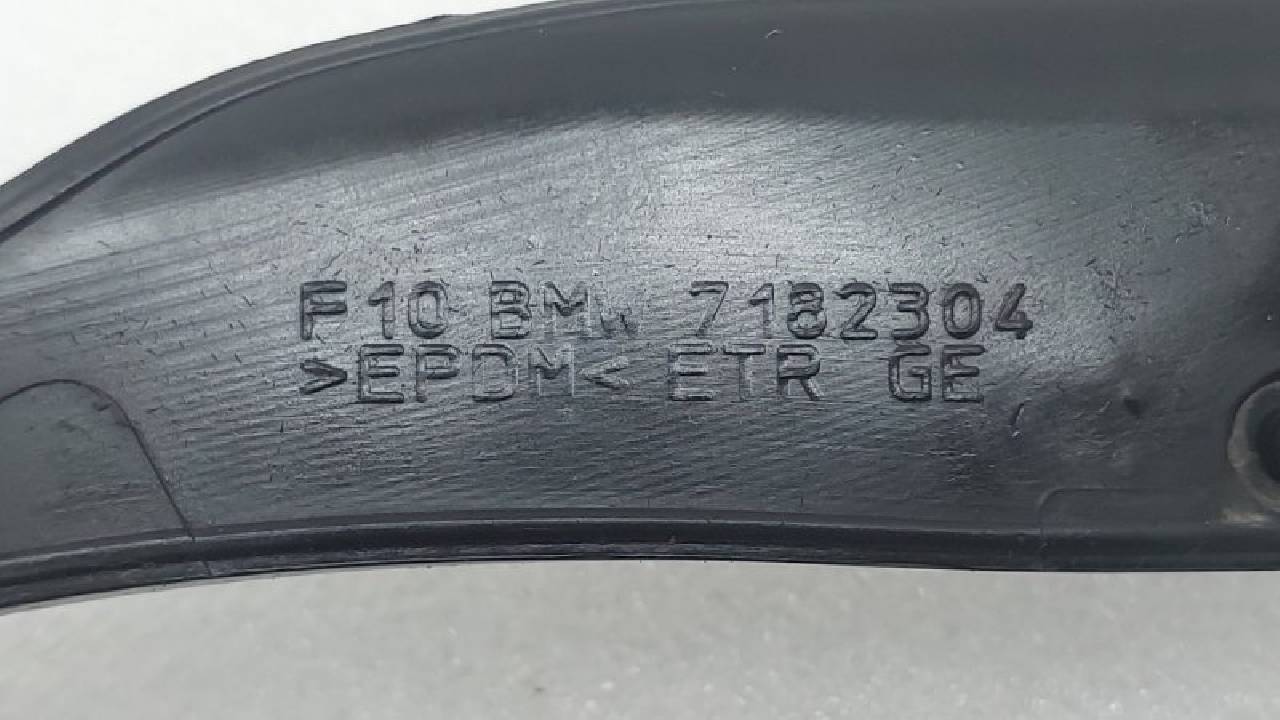 F10 BMW 7182304
>EPDM< ETR GE